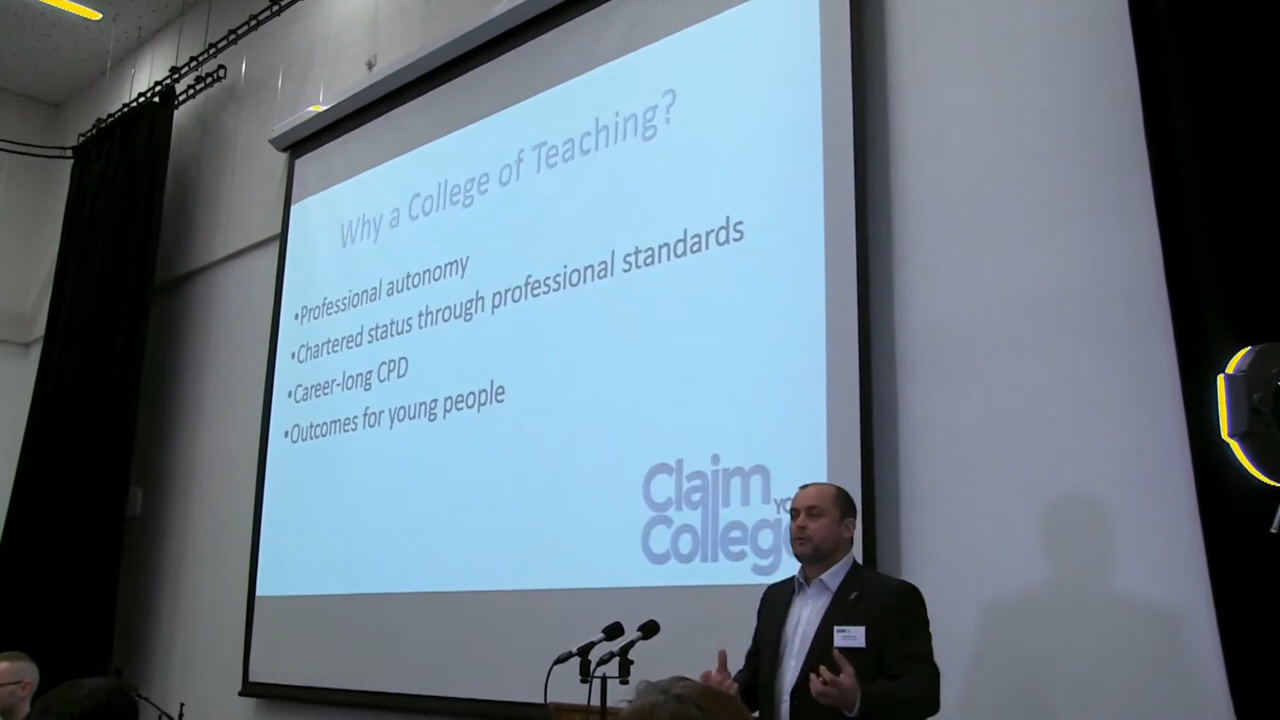 Why a College of Teaching?
•Professional autonomy
•Chartered status through professional standards
•Career-long CPD
•Outcomes for young people
Claim
College